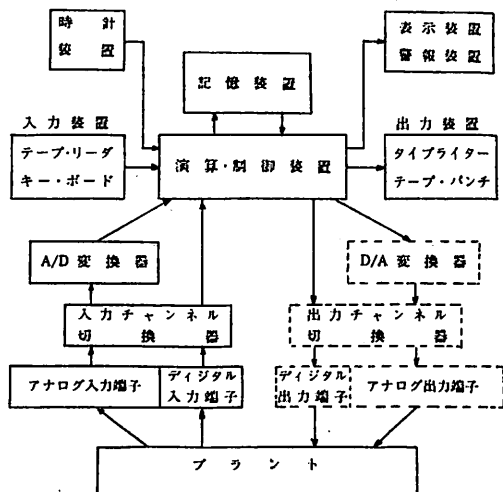 時計
装置
表示装置
警報装置
記憶装置
入力装置
テープ・リーダ
キー・ボード
演算・制御装置
出力装置
タイプライター
テープ・パンチ
A/D変換器
D/A変換器
入力チャンネル
切換器
出力チャンネル
切換器
アナログ入力端子
ディジタル
入力端子
ディジタル
出力端子
アナログ出力端子
プラント